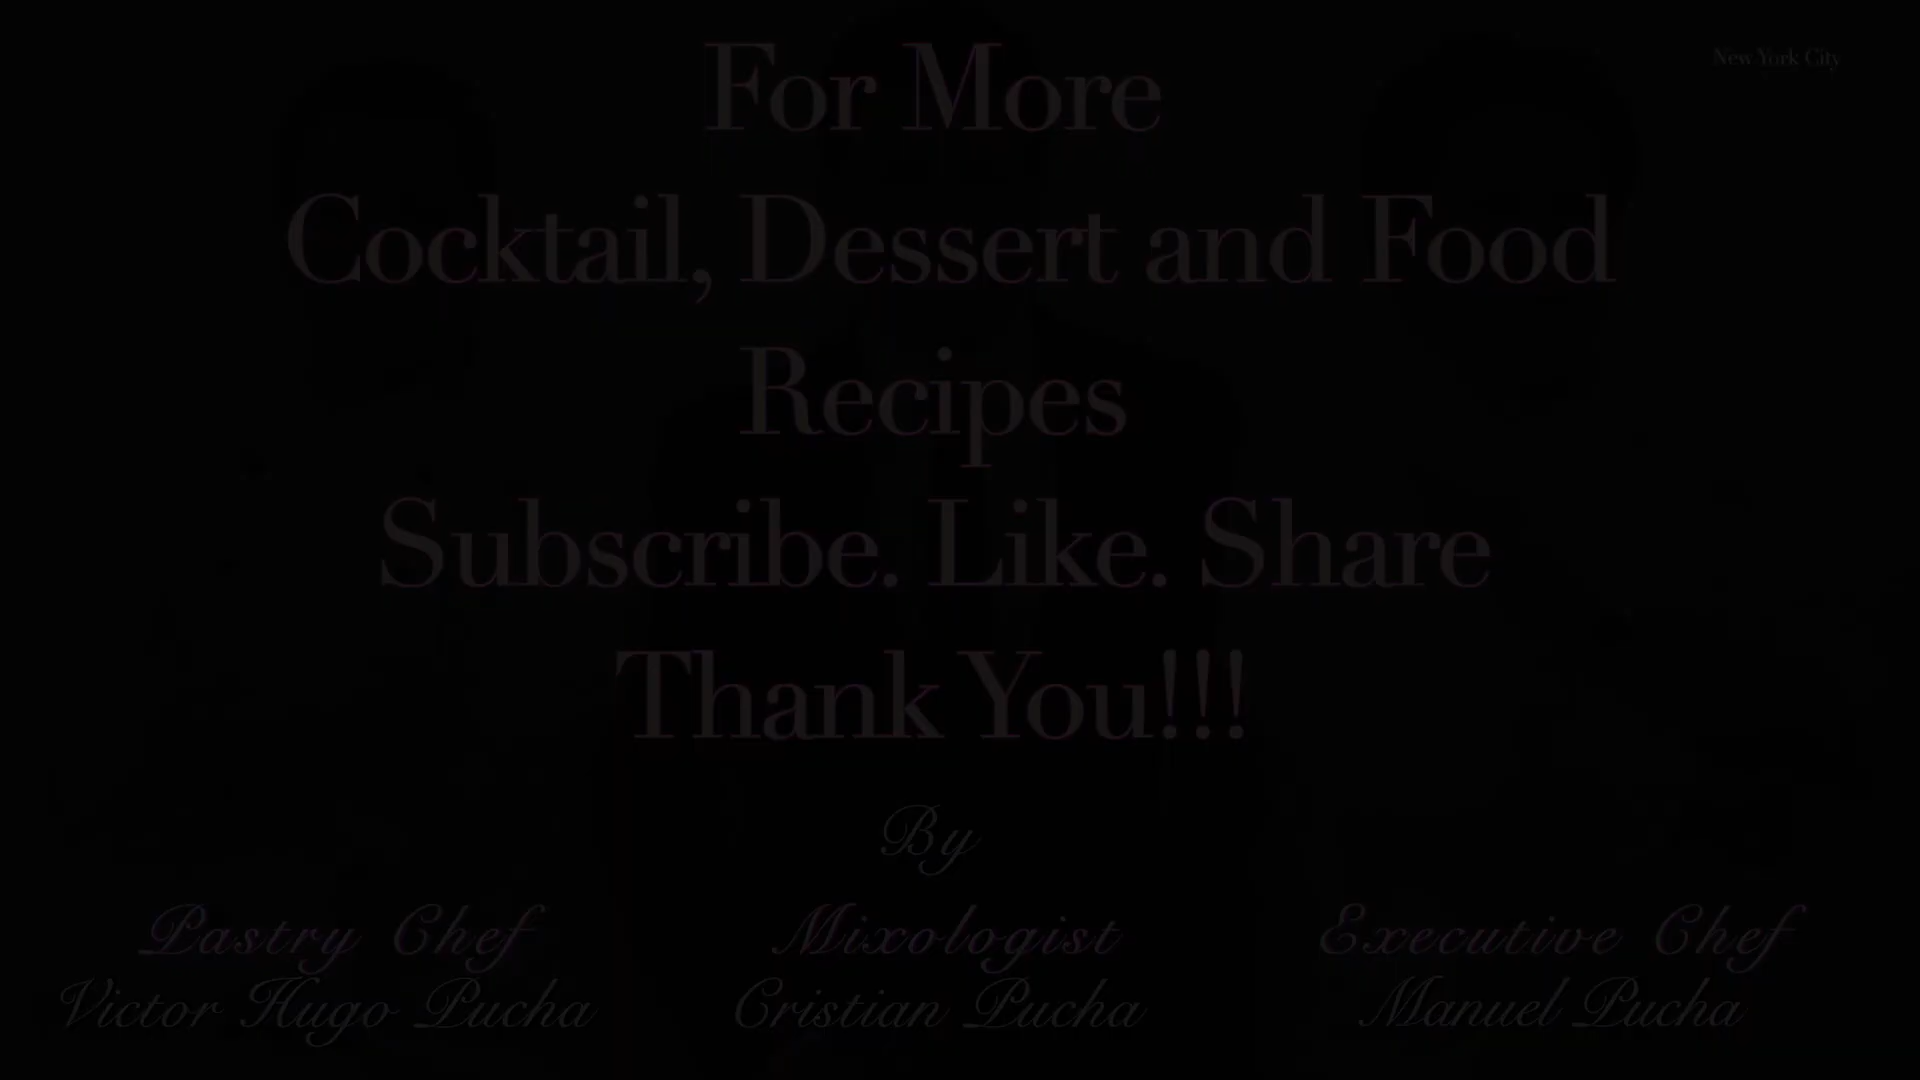 New York City
For More
Cocktail, Dessert and Food
Recipes
Subscribe. Like. Share
Thank You!!!
By
Pastry Chef Mixologist Executive Chef
Victor Hugo Pucha Cristian Pucha Manuel Pucha